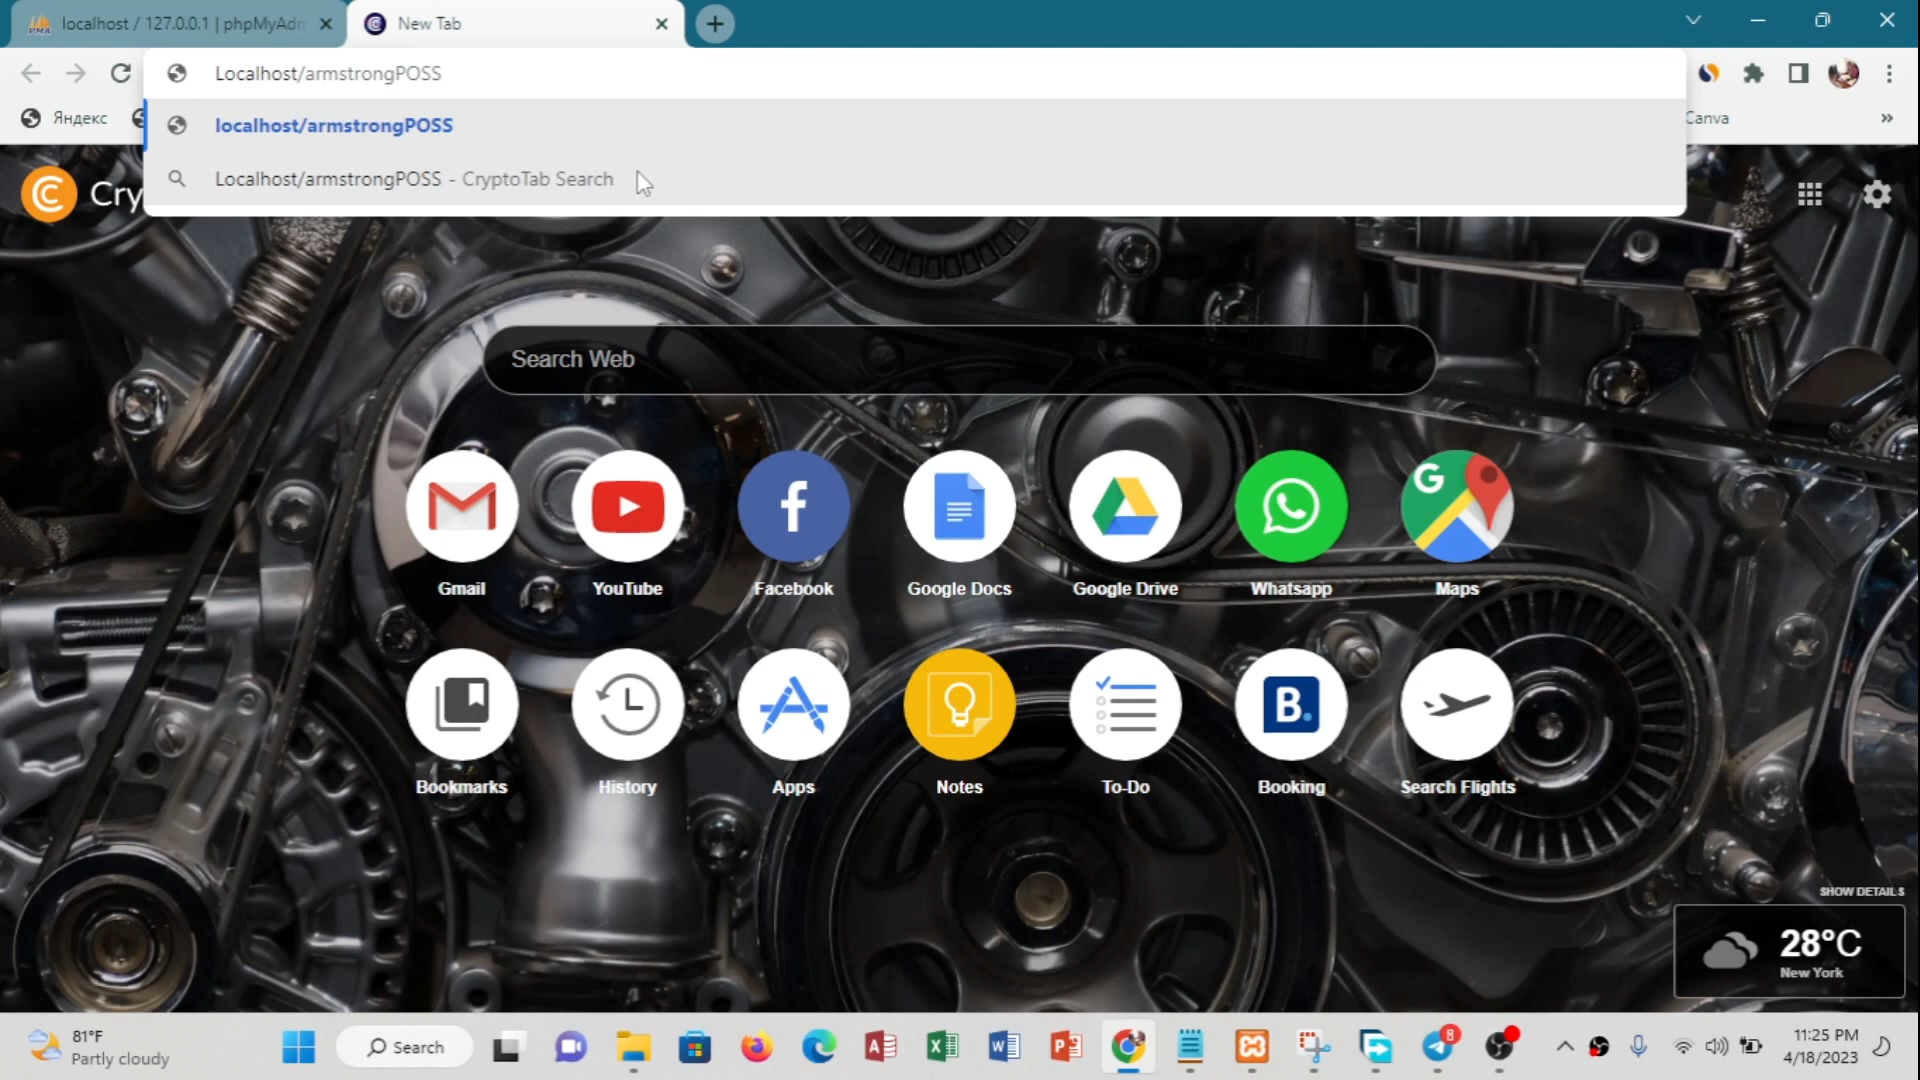 localhost / 127.0.0.1 | phpMyAdm
New Tab
Localhost/armstrongPOSS
Яндекс
localhost/armstrongPOSS
Canva
Localhost/armstrongPOSS - CryptoTab Search
Cry
Search Web
Gmail
YouTube
Facebook
Google Docs
Google Drive
Whatsapp
Maps
Bookmarks
History
Apps
Notes
To-Do
Booking
Search Flights
SHOW DETAILS
28°C
New York
81°F
Partly cloudy
Search
8
11:25 PM
4/18/2023